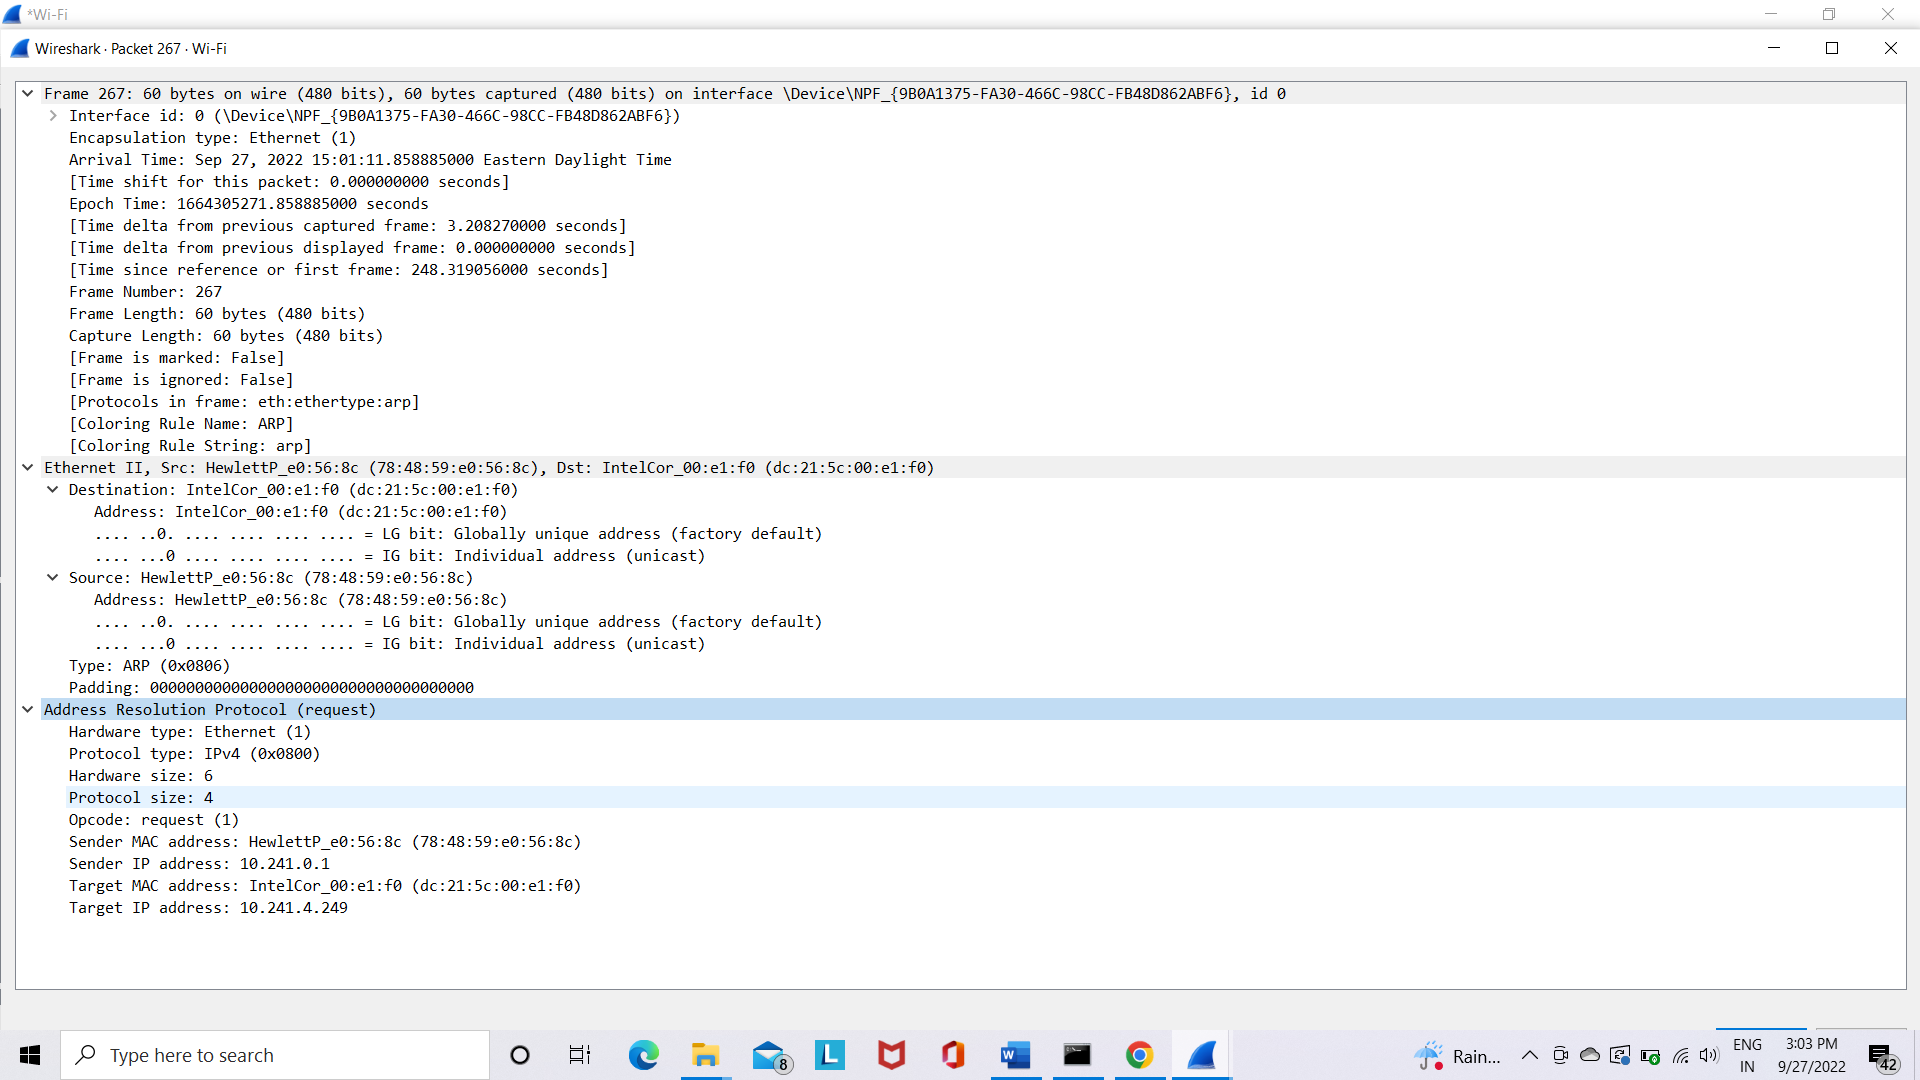 *Wi-Fi
Wireshark · Packet 267 · Wi-Fi
Frame 267: 60 bytes on wire (480 bits), 60 bytes captured (480 bits) on interface \Device\NPF_{9B0A1375-FA30-466C-98CC-FB48D862ABF6}, id 0
Interface id: 0 (\Device\NPF_{9B0A1375-FA30-466C-98CC-FB48D862ABF6})
Encapsulation type: Ethernet (1)
Arrival Time: Sep 27, 2022 15:01:11.858885000 Eastern Daylight Time
[Time shift for this packet: 0.000000000 seconds]
Epoch Time: 1664305271.858885000 seconds
[Time delta from previous captured frame: 3.208270000 seconds]
[Time delta from previous displayed frame: 0.000000000 seconds]
[Time since reference or first frame: 248.319056000 seconds]
Frame Number: 267
Frame Length: 60 bytes (480 bits)
Capture Length: 60 bytes (480 bits)
[Frame is marked: False]
[Frame is ignored: False]
[Protocols in frame: eth:ethertype:arp]
[Coloring Rule Name: ARP]
[Coloring Rule String: arp]
Ethernet II, Src: HewlettP_e0:56:8c (78:48:59:e0:56:8c), Dst: IntelCor_00:e1:f0 (dc:21:5c:00:e1:f0)
Destination: IntelCor_00:e1:f0 (dc:21:5c:00:e1:f0)
Address: IntelCor_00:e1:f0 (dc:21:5c:00:e1:f0)
.... ..0. .... .... .... .... = LG bit: Globally unique address (factory default)
.... ...0 .... .... .... .... = IG bit: Individual address (unicast)
Source: HewlettP_e0:56:8c (78:48:59:e0:56:8c)
Address: HewlettP_e0:56:8c (78:48:59:e0:56:8c)
.... ..0. .... .... .... .... = LG bit: Globally unique address (factory default)
.... ...0 .... .... .... .... = IG bit: Individual address (unicast)
Type: ARP (0x0806)
Padding: 000000000000000000000000000000000000
Address Resolution Protocol (request)
Hardware type: Ethernet (1)
Protocol type: IPv4 (0x0800)
Hardware size: 6
Protocol size: 4
Opcode: request (1)
Sender MAC address: HewlettP_e0:56:8c (78:48:59:e0:56:8c)
Sender IP address: 10.241.0.1
Target MAC address: IntelCor_00:e1:f0 (dc:21:5c:00:e1:f0)
Target IP address: 10.241.4.249
Type here to search
8
L
W
Rain...
ENG
IN
3:03 PM
9/27/2022
42